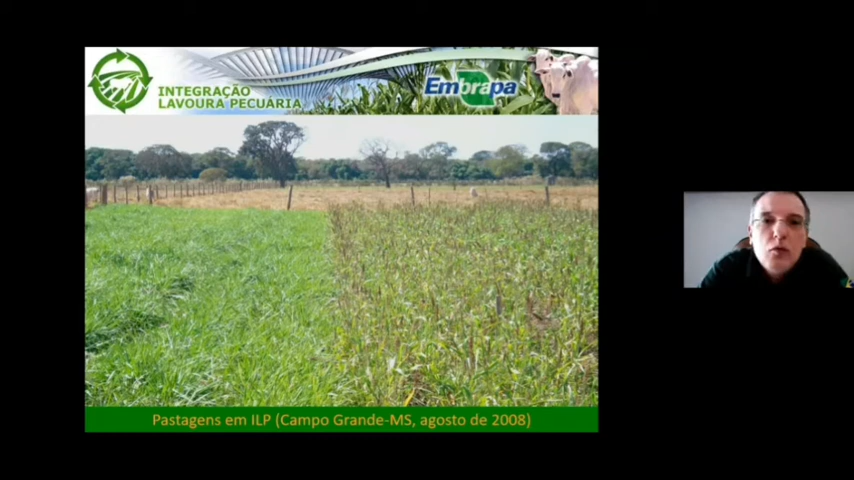 INTEGRAÇÃO
LAVOURA PECUÁRIA
Embrapa
Pastagens em ILP (Campo Grande-MS, agosto de 2008)